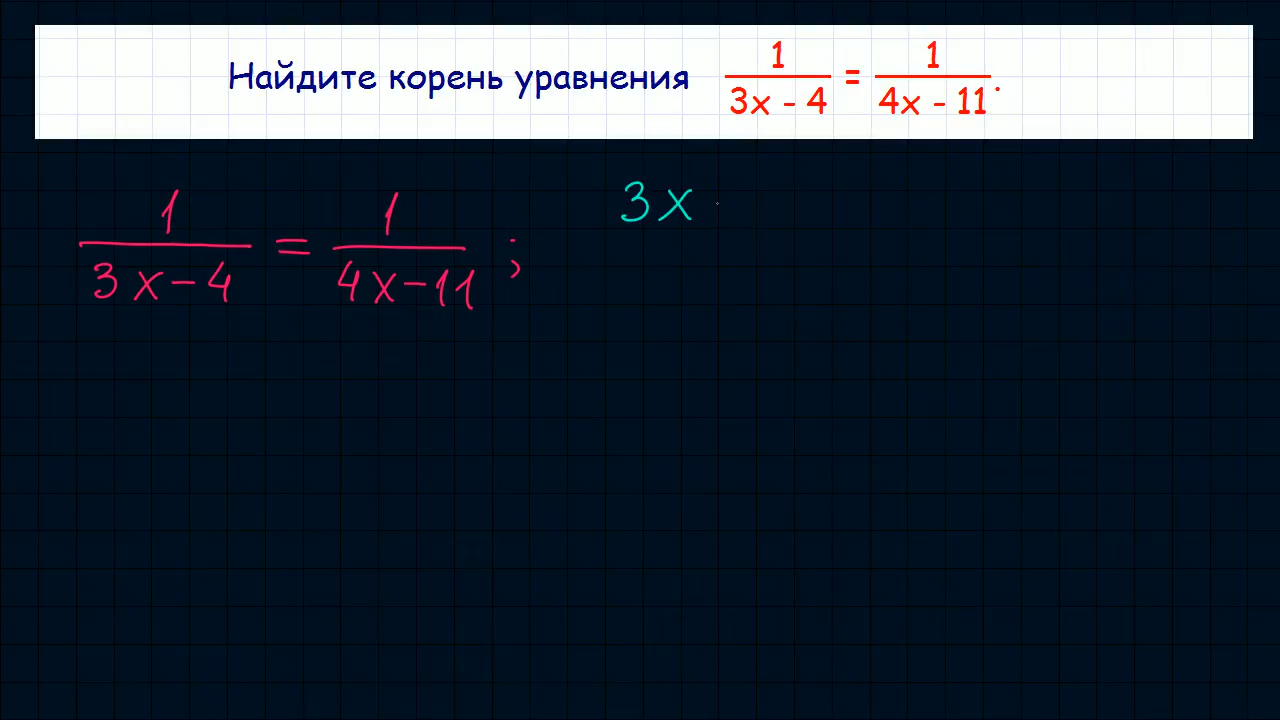 Найдите корень уравнения 1/(3x - 4) = 1/(4x - 11).
1/(3x - 4) = 1/(4x - 11) ; 3x